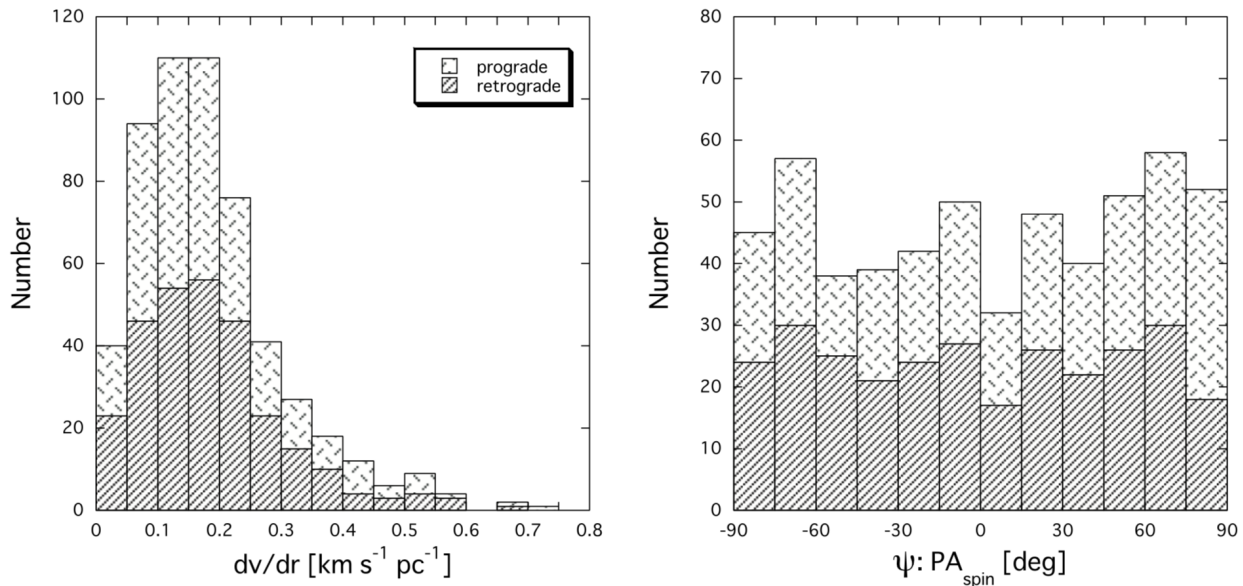 120
100
80
60
40
20
0
Number
prograde
retrograde
0 0.1 0.2 0.3 0.4 0.5 0.6 0.7 0.8
dv/dr [km s⁻¹ pc⁻¹]
80
70
60
50
40
30
20
10
0
Number
-90 -60 -30 0 30 60 90
ψ: PA_spin [deg]